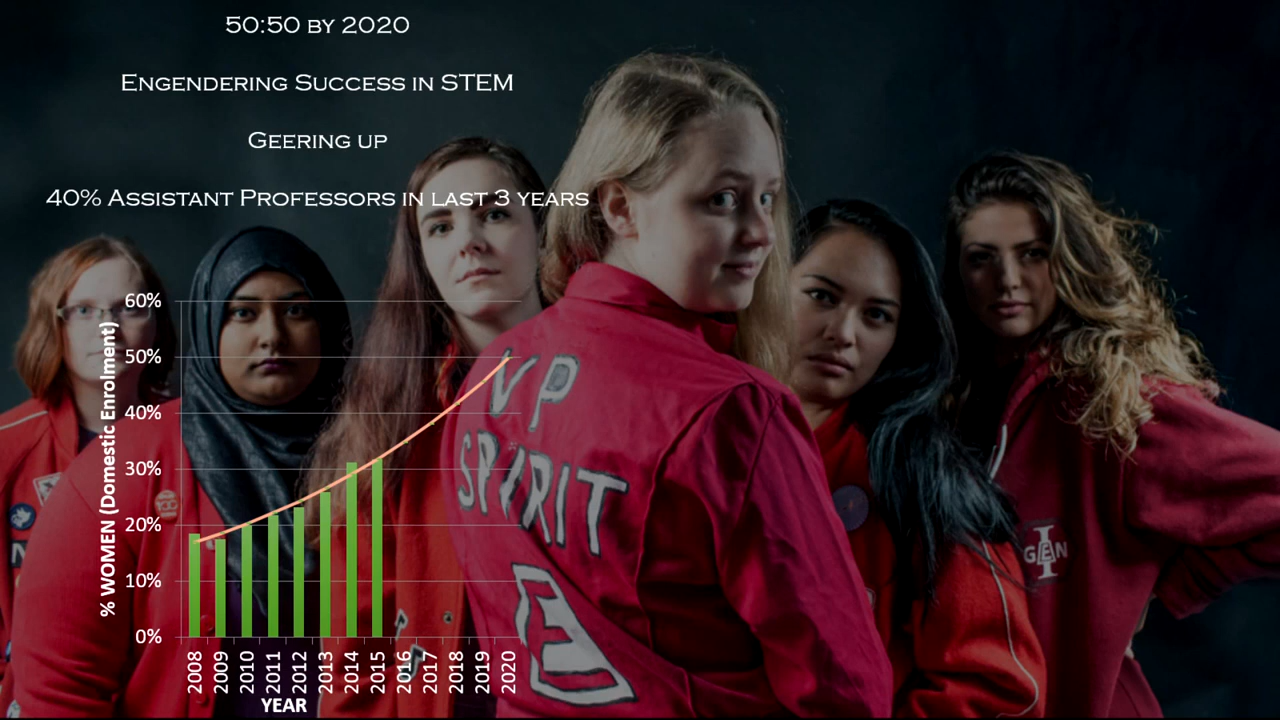 50:50 BY 2020
ENGENDERING SUCCESS IN STEM
GEERING UP
40% ASSISTANT PROFESSORS IN LAST 3 YEARS
60%
50%
40%
30%
20%
10%
0%
% WOMEN (Domestic Enrolment)
2008 2009 2010 2011 2012 2013 2014 2015 2016 2017 2018 2019 2020
YEAR
VP
SPIRIT
E
GEN
I